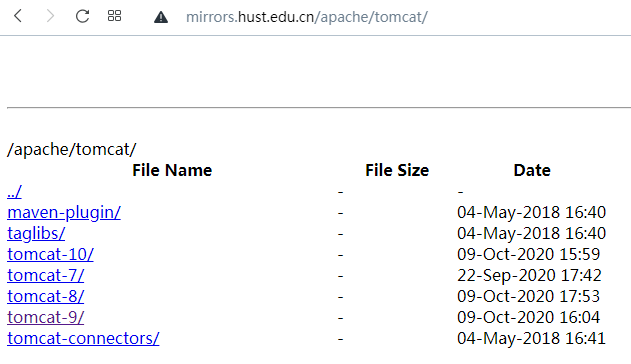 mirrors.hust.edu.cn/apache/tomcat/
/apache/tomcat/
File Name File Size Date
../ - -
maven-plugin/ - 04-May-2018 16:40
taglibs/ - 04-May-2018 16:40
tomcat-10/ - 09-Oct-2020 15:59
tomcat-7/ - 22-Sep-2020 17:42
tomcat-8/ - 09-Oct-2020 17:53
tomcat-9/ - 09-Oct-2020 16:04
tomcat-connectors/ - 04-May-2018 16:41